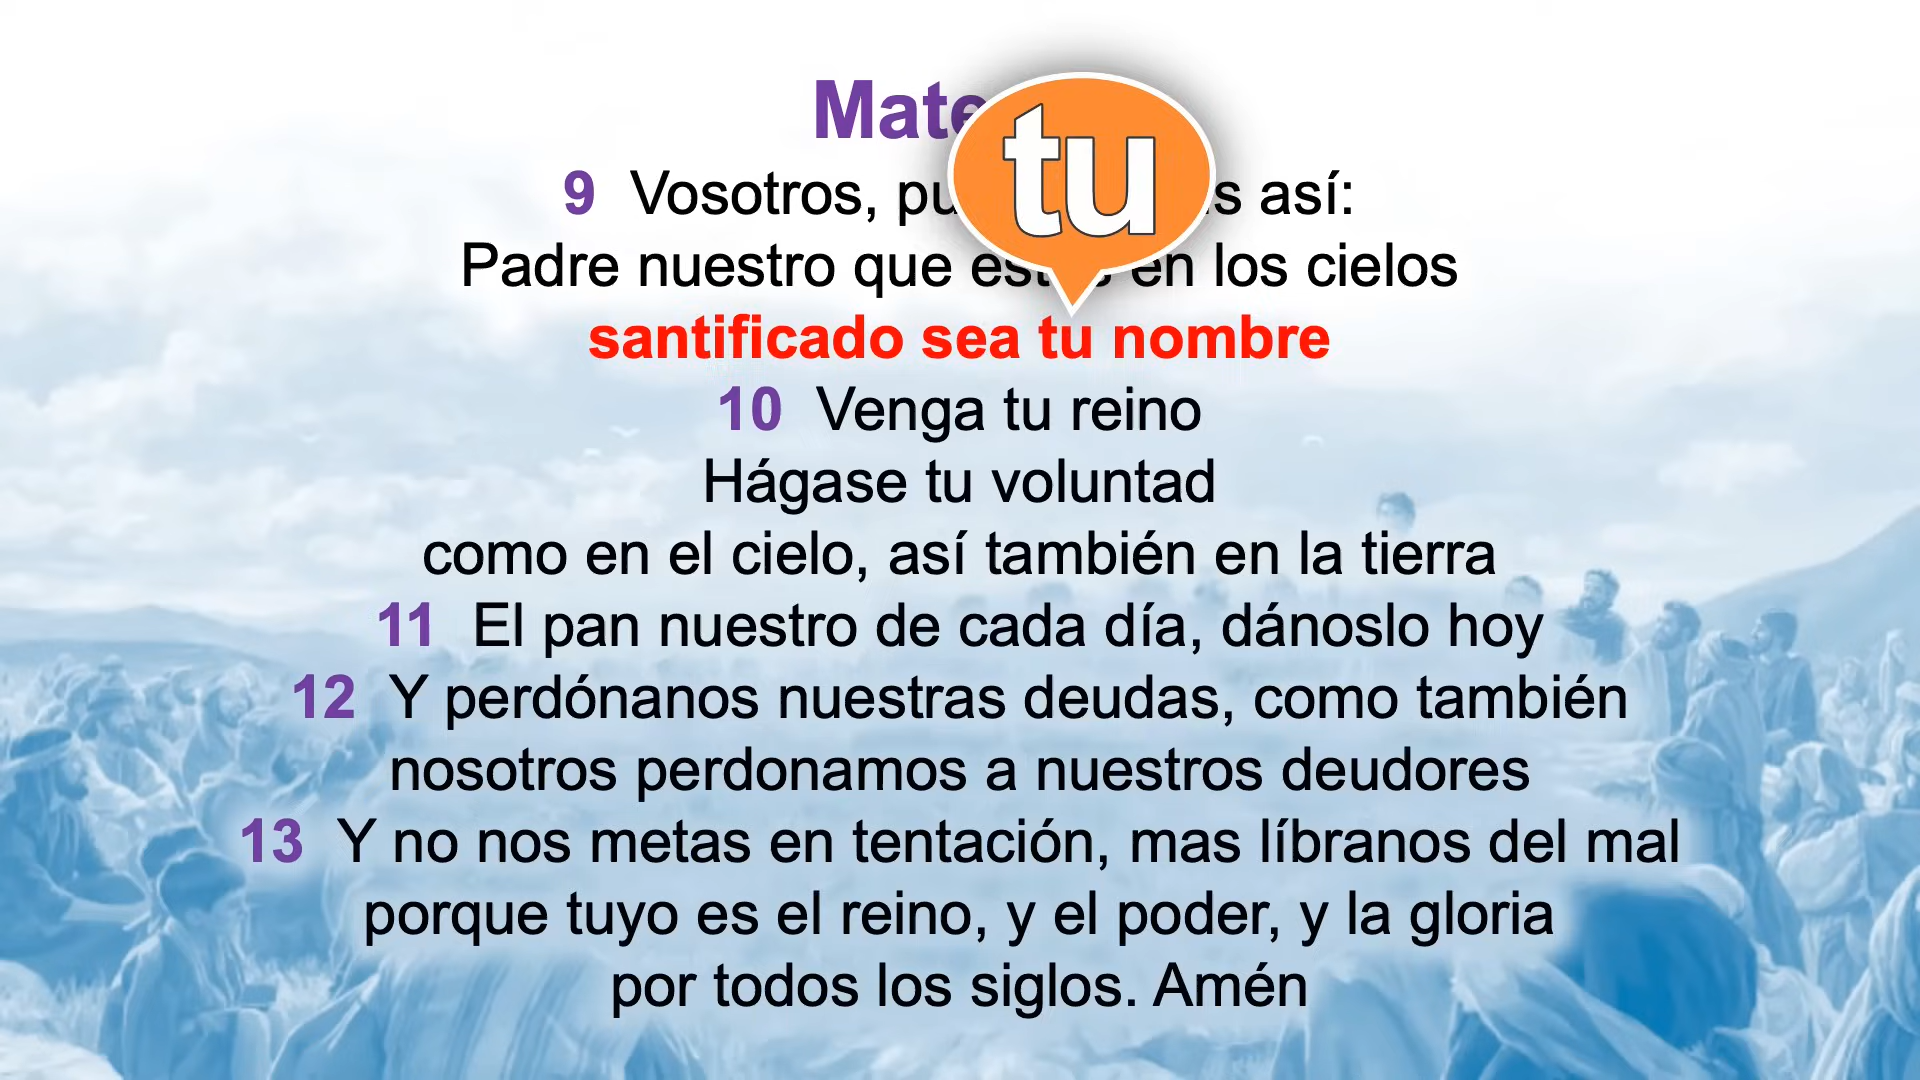 Mate
tu
9 Vosotros, así:
Padre nuestro que en los cielos
santificado sea tu nombre
10 Venga tu reino
Hágase tu voluntad
como en el cielo, así también en la tierra
11 El pan nuestro de cada día, dánoslo hoy
12 Y perdónanos nuestras deudas, como también
nosotros perdonamos a nuestros deudores
13 Y no nos metas en tentación, mas líbranos del mal
porque tuyo es el reino, y el poder, y la gloria
por todos los siglos. Amén